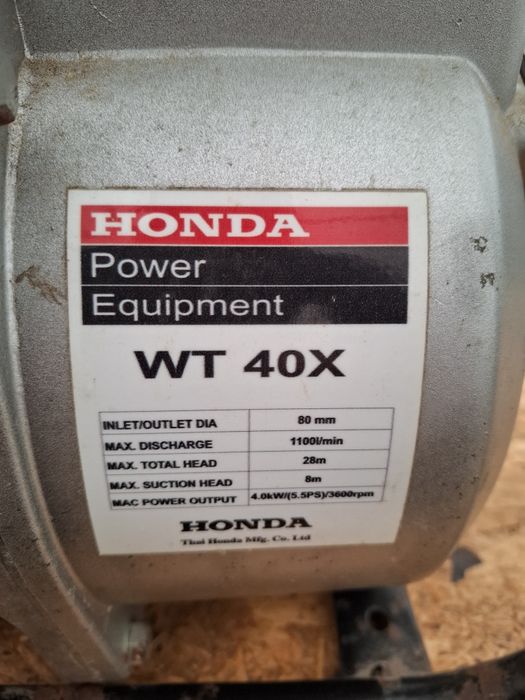 HONDA
Power
Equipment
WT 40X
INLET/OUTLET DIA 80 mm
MAX. DISCHARGE 1100l/min
MAX. TOTAL HEAD 28m
MAX. SUCTION HEAD 8m
MAC POWER OUTPUT 4.0kW/(5.5PS)/3600rpm
HONDA
Thai Honda Mfg. Co. Ltd